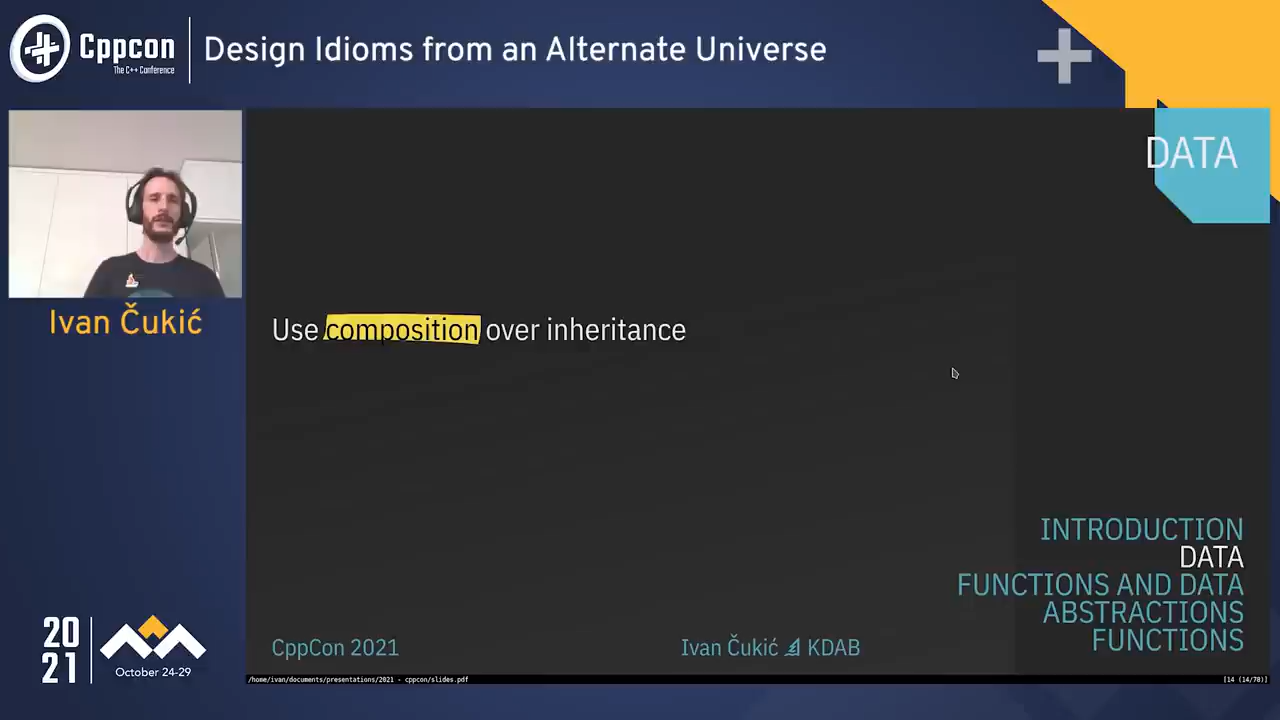 Cppcon
The C++ Conference
Design Idioms from an Alternate Universe
DATA
Ivan Čukić
Use composition over inheritance
INTRODUCTION
DATA
FUNCTIONS AND DATA
ABSTRACTIONS
FUNCTIONS
CppCon 2021
Ivan Čukić KDAB
/home/ivan/documents/presentations/2021 - cppcon/slides.pdf
[14 (14/78)]
20
21
October 24-29